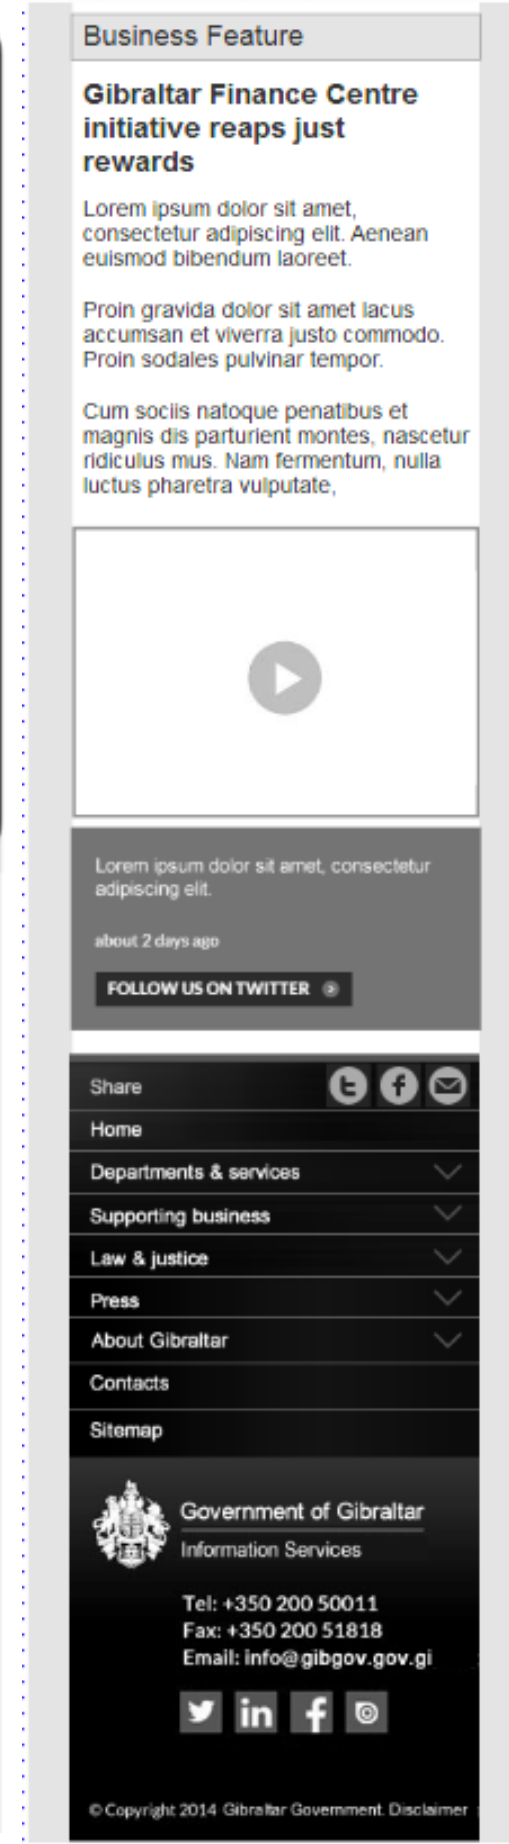 Business Feature
Gibraltar Finance Centre
initiative reaps just
rewards
Lorem ipsum dolor sit amet,
consectetur adipiscing elit. Aenean
euismod bibendum laoreet.
Proin gravida dolor sit amet lacus
accumsan et viverra justo commodo.
Proin sodales pulvinar tempor.
Cum sociis natoque penatibus et
magnis dis parturient montes, nascetur
ridiculus mus. Nam fermentum, nulla
luctus pharetra vulputate,
Lorem ipsum dolor sit amet, consectetur
adipiscing elit.
about 2 days ago
FOLLOW US ON TWITTER
Share
Home
Departments & services
Supporting business
Law & justice
Press
About Gibraltar
Contacts
Sitemap
Government of Gibraltar
Information Services
Tel: +350 200 50011
Fax: +350 200 51818
Email: info@gibgov.gov.gi
© Copyright 2014 Gibraltar Government. Disclaimer